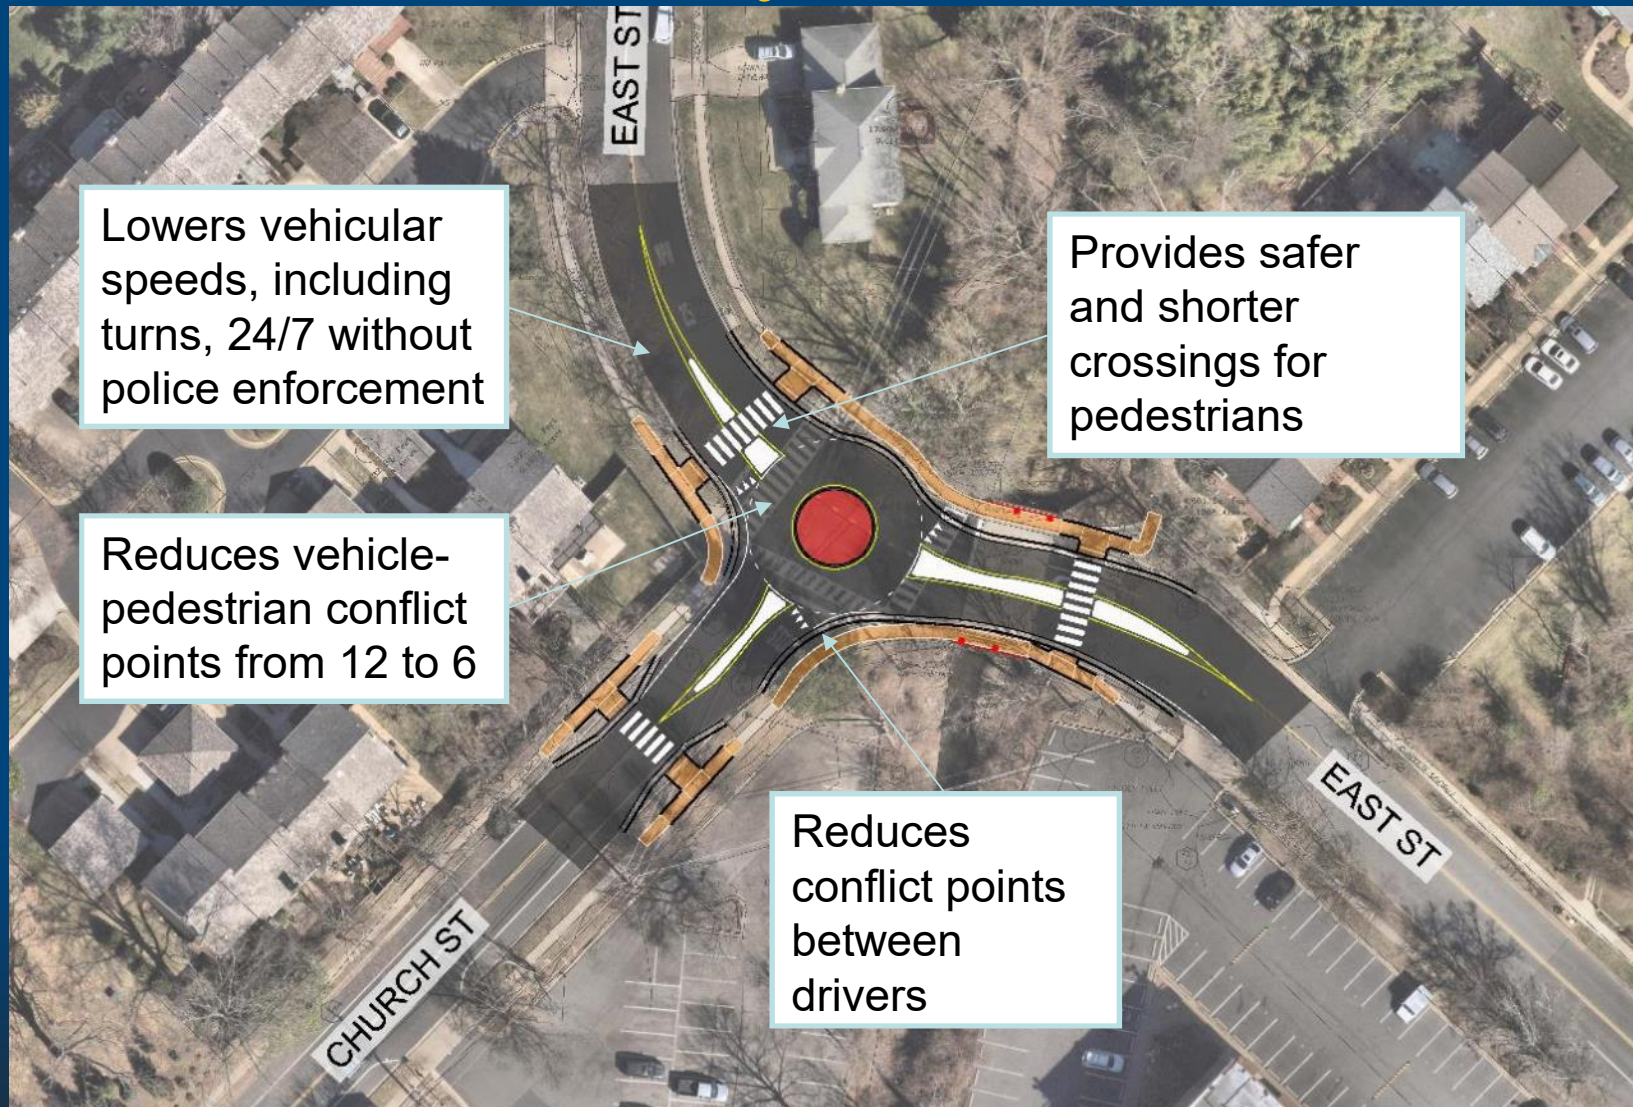 EAST ST
Lowers vehicular
speeds, including
turns, 24/7 without
police enforcement
Provides safer
and shorter
crossings for
pedestrians
Reduces vehicle-
pedestrian conflict
points from 12 to 6
Reduces
conflict points
between
drivers
EAST ST
CHURCH ST